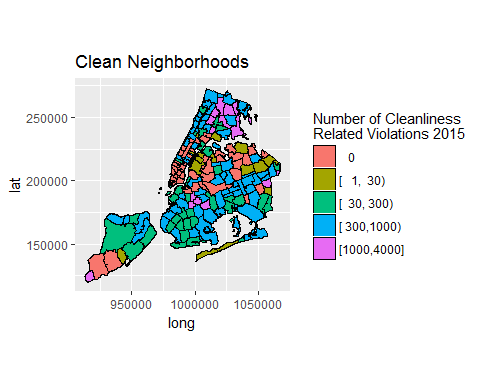 Clean Neighborhoods
250000
200000
150000
lat
950000
1000000
1050000
long
Number of Cleanliness
Related Violations 2015
0
[ 1, 30)
[ 30, 300)
[ 300,1000)
[1000,4000]